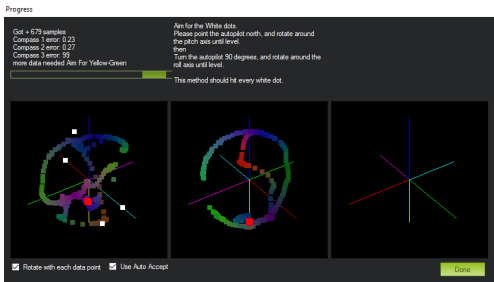 Progress
Got + 679 samples
Compass 1 error: 0.23
Compass 2 error: 0.27
Compass 3 error: 99
more data needed Aim For Yellow-Green
Aim for the White dots.
Please point the autopilot north, and rotate around
the pitch axis until level.
then
Turn the autopilot 90 degrees, and rotate around the
roll axis until level.
This method should hit every white dot.
Rotate with each data point
Use Auto Accept
Done